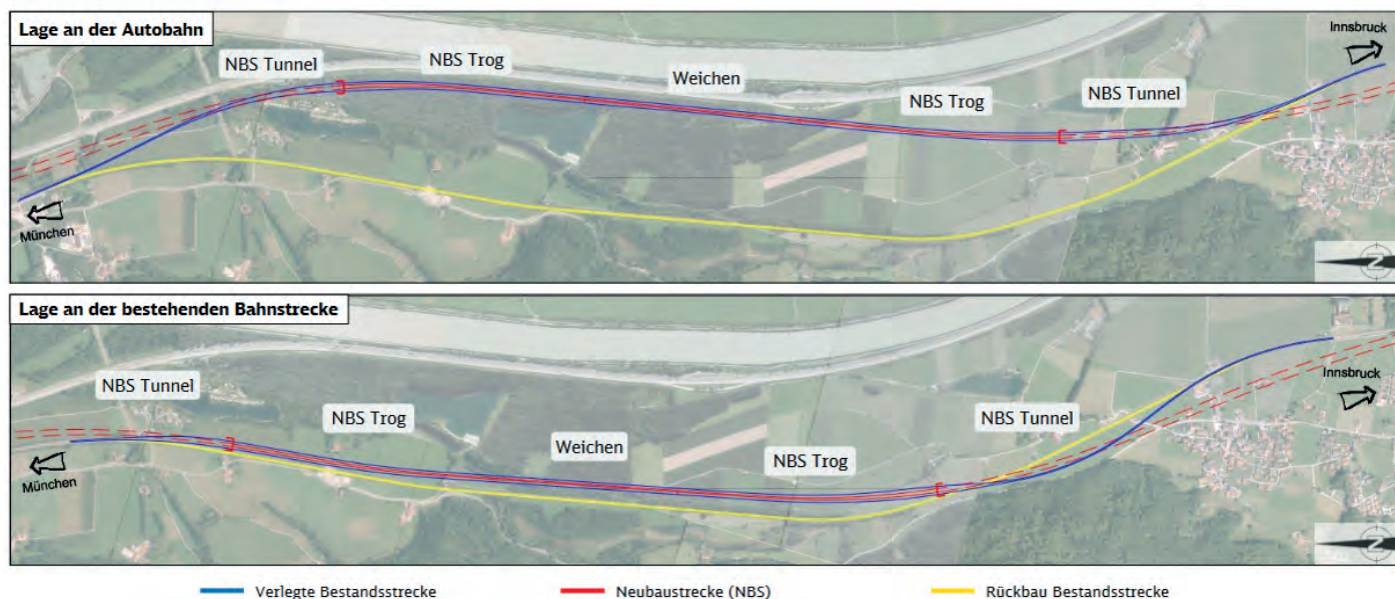 Lage an der Autobahn
Innsbruck
NBS Tunnel
NBS Trog
Weichen
NBS Trog
NBS Tunnel
München
N
Lage an der bestehenden Bahnstrecke
NBS Tunnel
NBS Trog
Weichen
NBS Trog
NBS Tunnel
Innsbruck
München
N
Verlegte Bestandsstrecke
Neubaustrecke (NBS)
Rückbau Bestandsstrecke